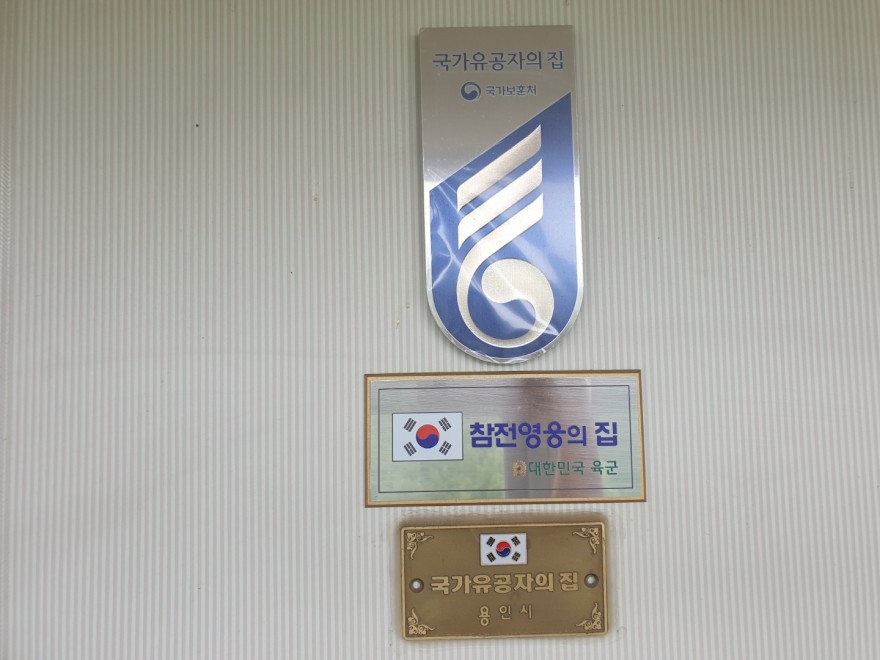 국가유공자의 집
국가보훈처
참전영웅의 집
대한민국 육군
국가유공자의 집
용인시